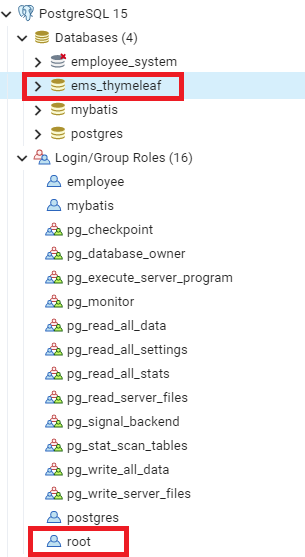 PostgreSQL 15
Databases (4)
employee_system
ems_thymeleaf
mybatis
postgres
Login/Group Roles (16)
employee
mybatis
pg_checkpoint
pg_database_owner
pg_execute_server_program
pg_monitor
pg_read_all_data
pg_read_all_settings
pg_read_all_stats
pg_read_server_files
pg_signal_backend
pg_stat_scan_tables
pg_write_all_data
pg_write_server_files
postgres
root